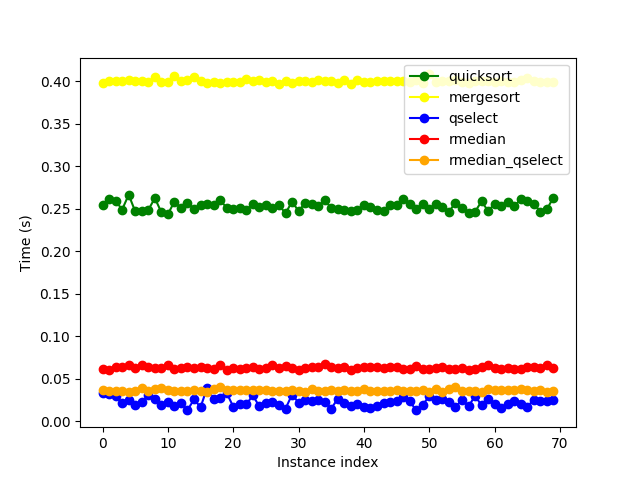 quicksort
mergesort
qselect
rmedian
rmedian_qselect
0.40
0.35
0.30
0.25
0.20
0.15
0.10
0.05
0.00
Time (s)
0 10 20 30 40 50 60 70
Instance index